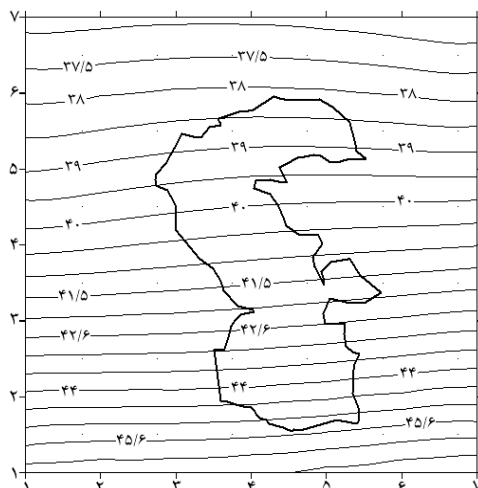 ۷
۳۷/۵ ۳۷/۵
۶ ۳۸ ۳۸ ۳۸
۳۹ ۳۹ ۳۹
۵
۴۰ ۴۰ ۴۰
۴
۴۱/۵ ۴۱/۵
۳
۴۲/۶ ۴۲/۶
۴۴ ۴۴ ۴۴
۲
۴۵/۶ ۴۵/۶
۱
۱ ۲ ۳ ۴ ۵ ۶